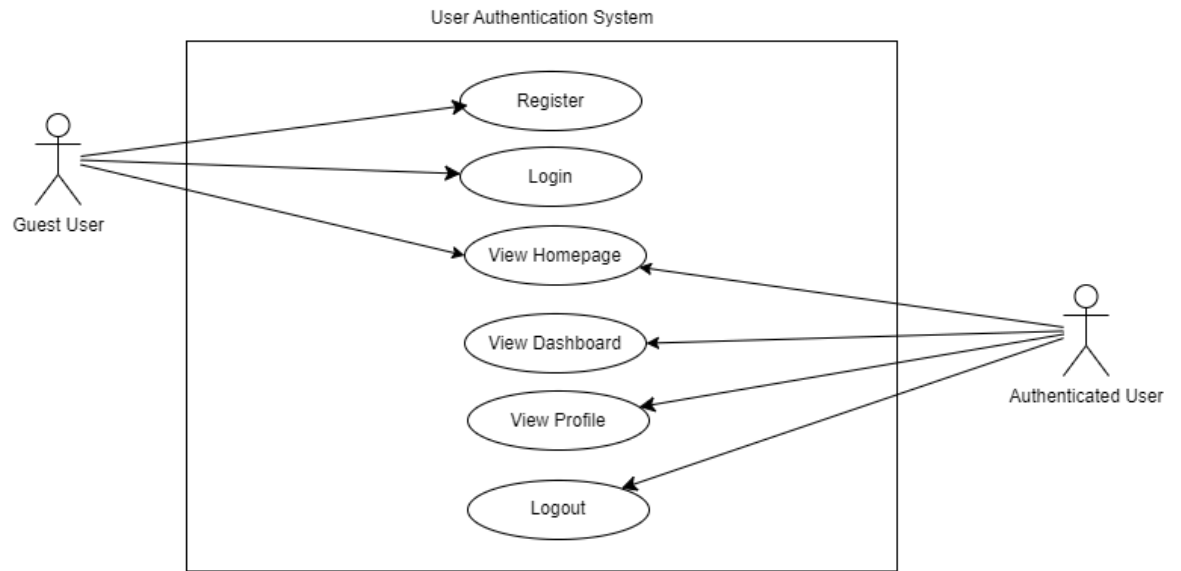 User Authentication System
Register
Login
Guest User
View Homepage
View Dashboard
Authenticated User
View Profile
Logout